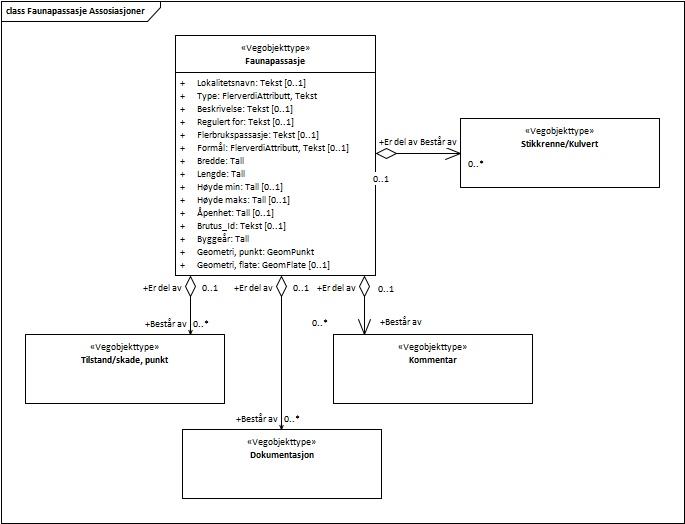 class Faunapassasje Assosiasjoner
«Vegobjekttype»
Faunapassasje
+ Lokalitetsnavn: Tekst [0..1]
+ Type: FlerverdiAttributt, Tekst
+ Beskrivelse: Tekst [0..1]
+ Regulert for: Tekst [0..1]
+ Flerbrukspassasje: Tekst [0..1]
+ Formål: FlerverdiAttributt, Tekst [0..1]
+ Bredde: Tall
+ Lengde: Tall
+ Høyde min: Tall [0..1]
+ Høyde maks: Tall [0..1]
+ Åpenhet: Tall [0..1]
+ Brutus_Id: Tekst [0..1]
+ Byggeår: Tall
+ Geometri, punkt: GeomPunkt
+ Geometri, flate: GeomFlate [0..1]
+Er del av Består av
0..1
0..*
«Vegobjekttype»
Stikkrenne/Kulvert
+Er del av 0..1
+Er del av 0..1
+Er del av 0..1
+Består av 0..*
0..* +Består av
«Vegobjekttype»
Tilstand/skade, punkt
«Vegobjekttype»
Kommentar
+Består av 0..*
«Vegobjekttype»
Dokumentasjon